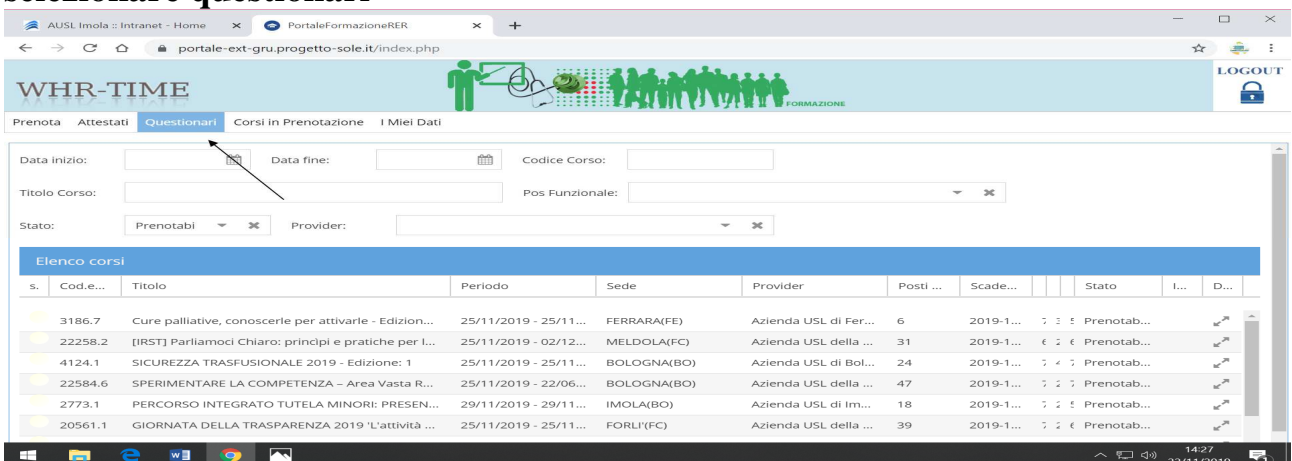 selezionare questionari
AUSL Imola :: Intranet - Home × PortaleFormazioneRER × +
portale-ext-gru.progetto-sole.it/index.php
WHR-TIME FORMAZIONE LOGOUT
Prenota Attestati Questionari Corsi in Prenotazione I Miei Dati
Data inizio: Data fine: Codice Corso:
Titolo Corso: Pos Funzionale:
Stato: Prenotabi Provider:
Elenco corsi
s. Cod.e... Titolo Periodo Sede Provider Posti ... Scade... Stato I... D...
3186.7 Cure palliative, conoscerle per attivarle - Edizion... 25/11/2019 - 25/11... FERRARA(FE) Azienda USL di Fer... 6 2019-1... Prenotab...
22258.2 [IRST] Parliamoci Chiaro: princìpi e pratiche per l... 25/11/2019 - 02/12... MELDOLA(FC) Azienda USL della ... 31 2019-1... Prenotab...
4124.1 SICUREZZA TRASFUSIONALE 2019 - Edizione: 1 25/11/2019 - 25/11... BOLOGNA(BO) Azienda USL di Bol... 24 2019-1... Prenotab...
22584.6 SPERIMENTARE LA COMPETENZA – Area Vasta R... 25/11/2019 - 22/06... BOLOGNA(BO) Azienda USL della ... 47 2019-1... Prenotab...
2773.1 PERCORSO INTEGRATO TUTELA MINORI: PRESEN... 29/11/2019 - 29/11... IMOLA(BO) Azienda USL di Im... 18 2019-1... Prenotab...
20561.1 GIORNATA DELLA TRASPARENZA 2019 'L'attività ... 25/11/2019 - 25/11... FORLI'(FC) Azienda USL della ... 39 2019-1... Prenotab...
14:27